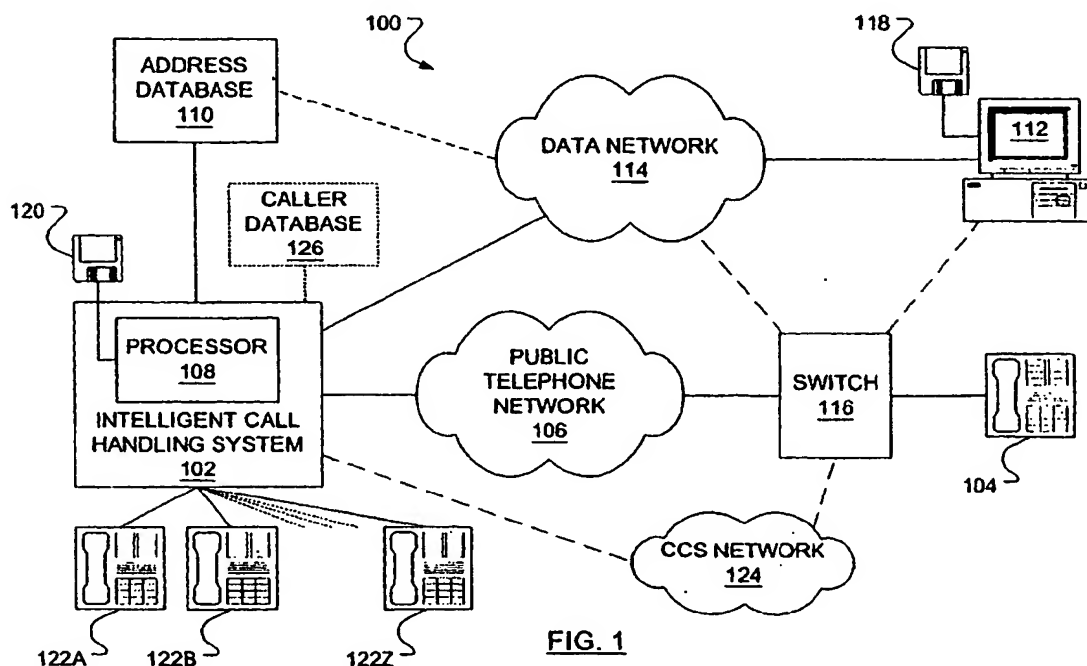 100
118
ADDRESS
DATABASE
110
112
DATA NETWORK
114
120
CALLER
DATABASE
126
PROCESSOR
108
INTELLIGENT CALL
HANDLING SYSTEM
102
PUBLIC
TELEPHONE
NETWORK
106
SWITCH
116
104
CCS NETWORK
124
122A
122B
122Z
FIG. 1